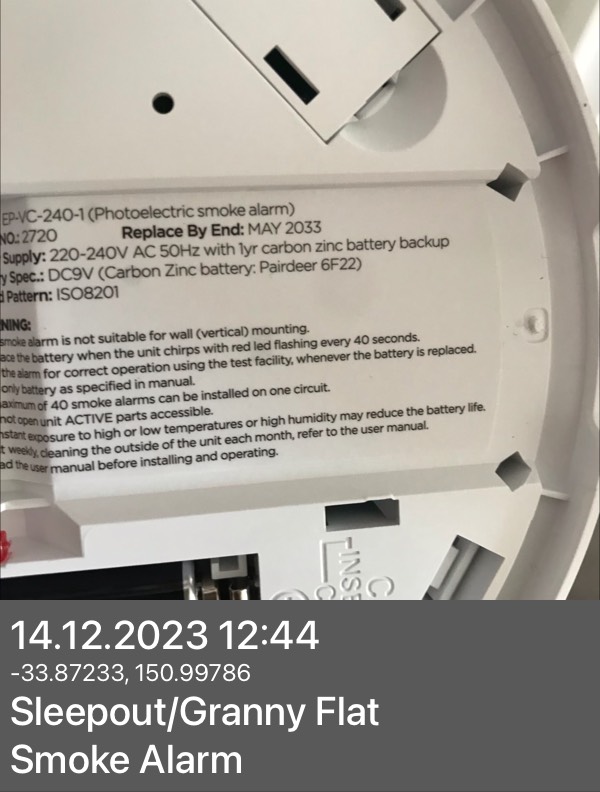 EP-VC-240-1 (Photoelectric smoke alarm)
NO.: 2720 Replace By End: MAY 2033
Supply: 220-240V AC 50Hz with 1yr carbon zinc battery backup
y Spec.: DC9V (Carbon Zinc battery: Pairdeer 6F22)
d Pattern: ISO8201
NING:
smoke alarm is not suitable for wall (vertical) mounting.
ace the battery when the unit chirps with red led flashing every 40 seconds.
the alarm for correct operation using the test facility, whenever the battery is replaced.
only battery as specified in manual.
aximum of 40 smoke alarms can be installed on one circuit.
not open unit ACTIVE parts accessible.
nstant exposure to high or low temperatures or high humidity may reduce the battery life.
t weekly, cleaning the outside of the unit each month, refer to the user manual.
ad the user manual before installing and operating.
14.12.2023 12:44
-33.87233, 150.99786
Sleepout/Granny Flat
Smoke Alarm